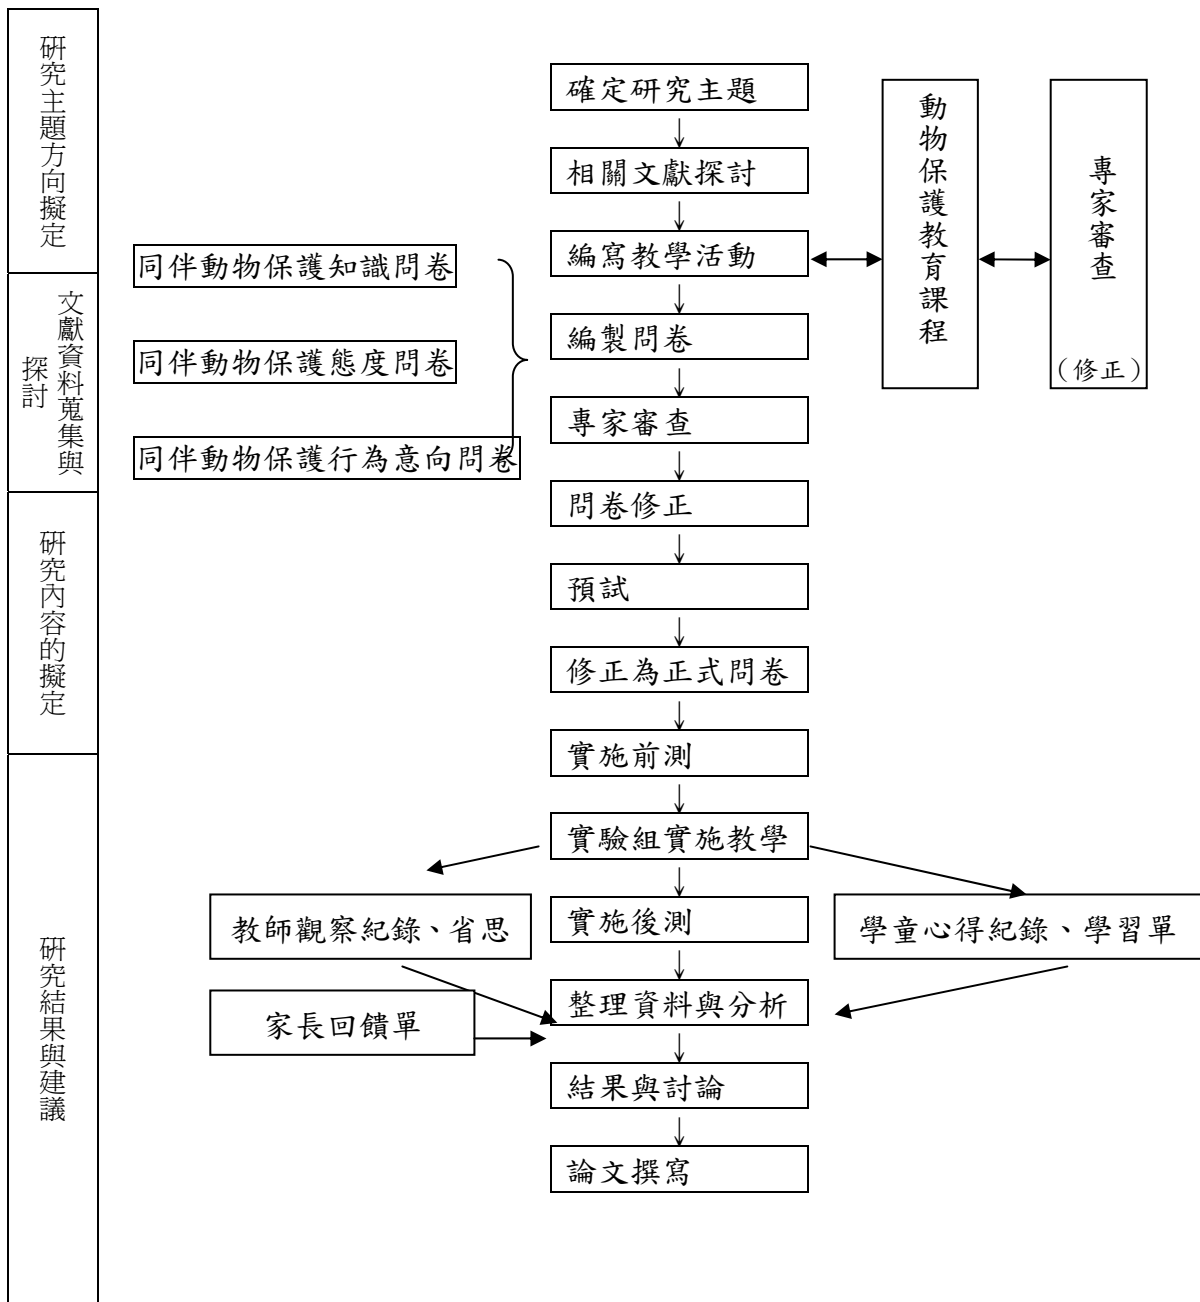 研究主題方向擬定
文獻資料蒐集與
探討
研究內容的擬定
研究結果與建議
確定研究主題
相關文獻探討
編寫教學活動
動物保護教育課程
專家審查
(修正)
同伴動物保護知識問卷
同伴動物保護態度問卷
同伴動物保護行為意向問卷
編製問卷
專家審查
問卷修正
預試
修正為正式問卷
實施前測
實驗組實施教學
教師觀察紀錄、省思
實施後測
學童心得紀錄、學習單
家長回饋單
整理資料與分析
結果與討論
論文撰寫